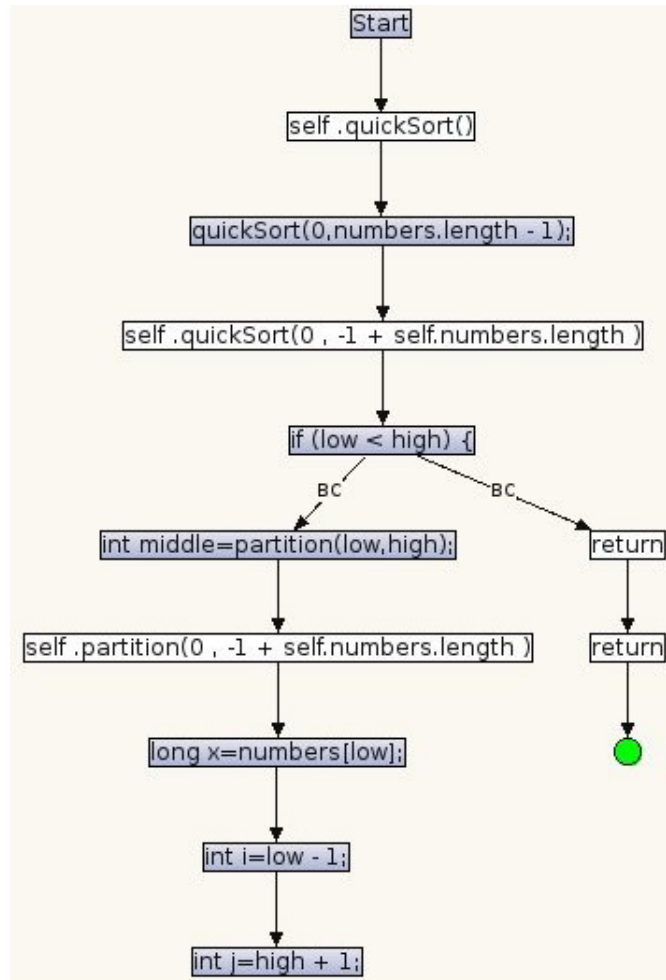 Start
self .quickSort()
quickSort(0,numbers.length - 1);
self .quickSort(0 , -1 + self.numbers.length )
if (low < high) {
BC
BC
int middle=partition(low,high);
return
self .partition(0 , -1 + self.numbers.length )
return
long x=numbers[low];
int i=low - 1;
int j=high + 1;